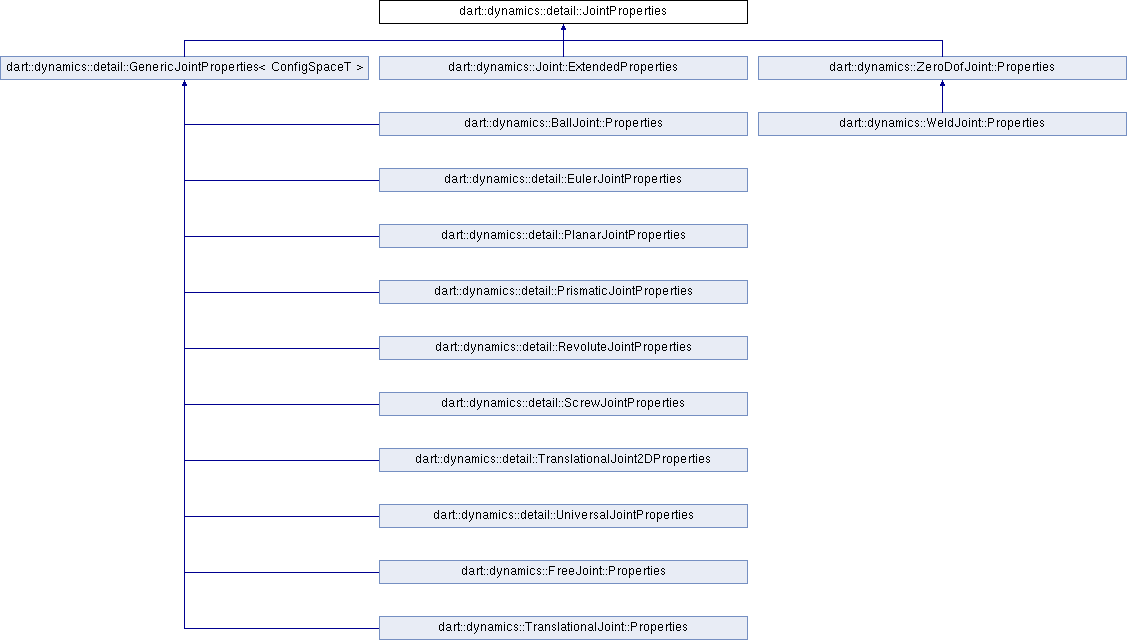 dart::dynamics::detail::JointProperties
dart::dynamics::detail::GenericJointProperties< ConfigSpaceT >
dart::dynamics::Joint::ExtendedProperties
dart::dynamics::ZeroDofJoint::Properties
dart::dynamics::BallJoint::Properties
dart::dynamics::WeldJoint::Properties
dart::dynamics::detail::EulerJointProperties
dart::dynamics::detail::PlanarJointProperties
dart::dynamics::detail::PrismaticJointProperties
dart::dynamics::detail::RevoluteJointProperties
dart::dynamics::detail::ScrewJointProperties
dart::dynamics::detail::TranslationalJoint2DProperties
dart::dynamics::detail::UniversalJointProperties
dart::dynamics::FreeJoint::Properties
dart::dynamics::TranslationalJoint::Properties